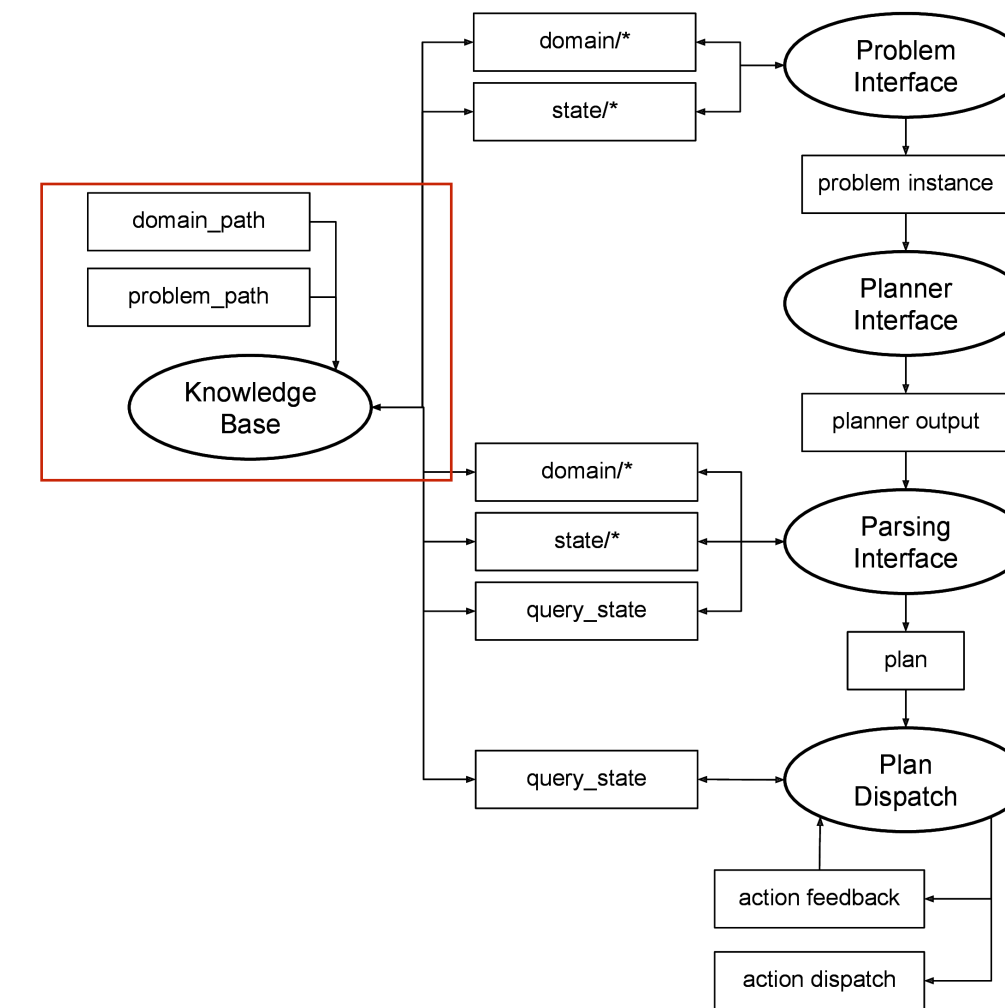 domain/*
Problem
Interface
state/*
problem instance
domain_path
problem_path
Planner
Interface
Knowledge
Base
planner output
domain/*
state/*
Parsing
Interface
query_state
plan
query_state
Plan
Dispatch
action feedback
action dispatch